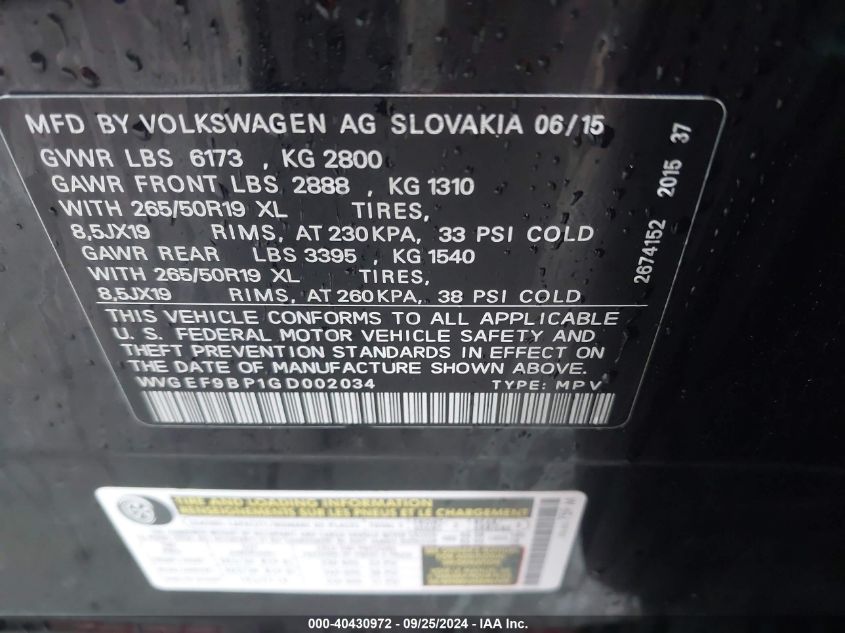 MFD BY VOLKSWAGEN AG SLOVAKIA 06/15
GVWR LBS 6173 , KG 2800
GAWR FRONT LBS 2888 , KG 1310
WITH 265/50R19 XL TIRES,
8,5JX19 RIMS, AT 230KPA, 33 PSI COLD
GAWR REAR LBS 3395 , KG 1540
WITH 265/50R19 XL TIRES,
8,5JX19 RIMS, AT 260KPA, 38 PSI COLD
THIS VEHICLE CONFORMS TO ALL APPLICABLE
U. S. FEDERAL MOTOR VEHICLE SAFETY AND
THEFT PREVENTION STANDARDS IN EFFECT ON
THE DATE OF MANUFACTURE SHOWN ABOVE.
WVGEF9BP1GD002034 TYPE: MPV
2674152 2015 37
TIRE AND LOADING INFORMATION
RENSEIGNEMENTS SUR LES PNEUS ET LE CHARGEMENT
000-40430972 - 09/25/2024 - IAA Inc.